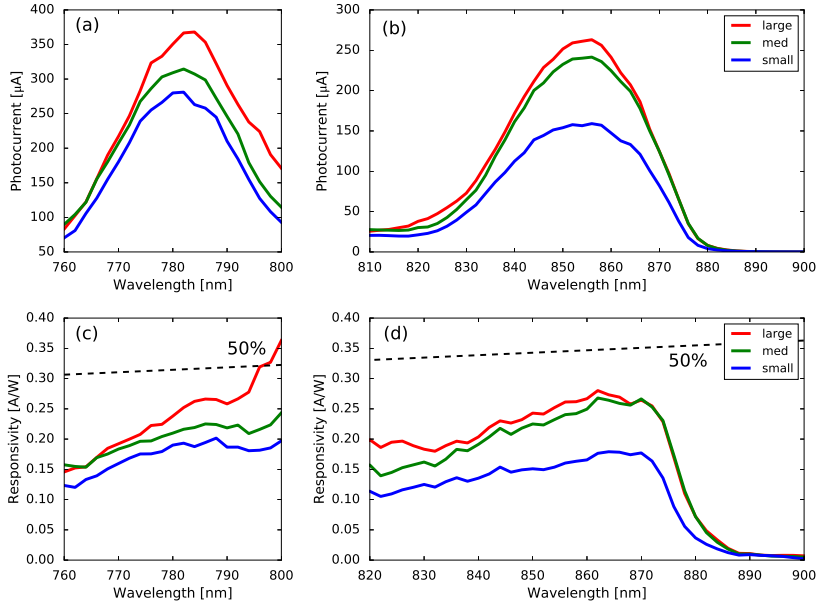 (a)
Photocurrent [μA]
400
350
300
250
200
150
100
50
760 770 780 790 800
Wavelength [nm]
(b)
large
med
small
Photocurrent [μA]
300
250
200
150
100
50
0
810 820 830 840 850 860 870 880 890 900
Wavelength [nm]
(c)
50%
Responsivity [A/W]
0.40
0.35
0.30
0.25
0.20
0.15
0.10
0.05
0.00
760 770 780 790 800
Wavelength [nm]
(d)
large
med
small
50%
Responsivity [A/W]
0.40
0.35
0.30
0.25
0.20
0.15
0.10
0.05
0.00
820 830 840 850 860 870 880 890 900
Wavelength [nm]